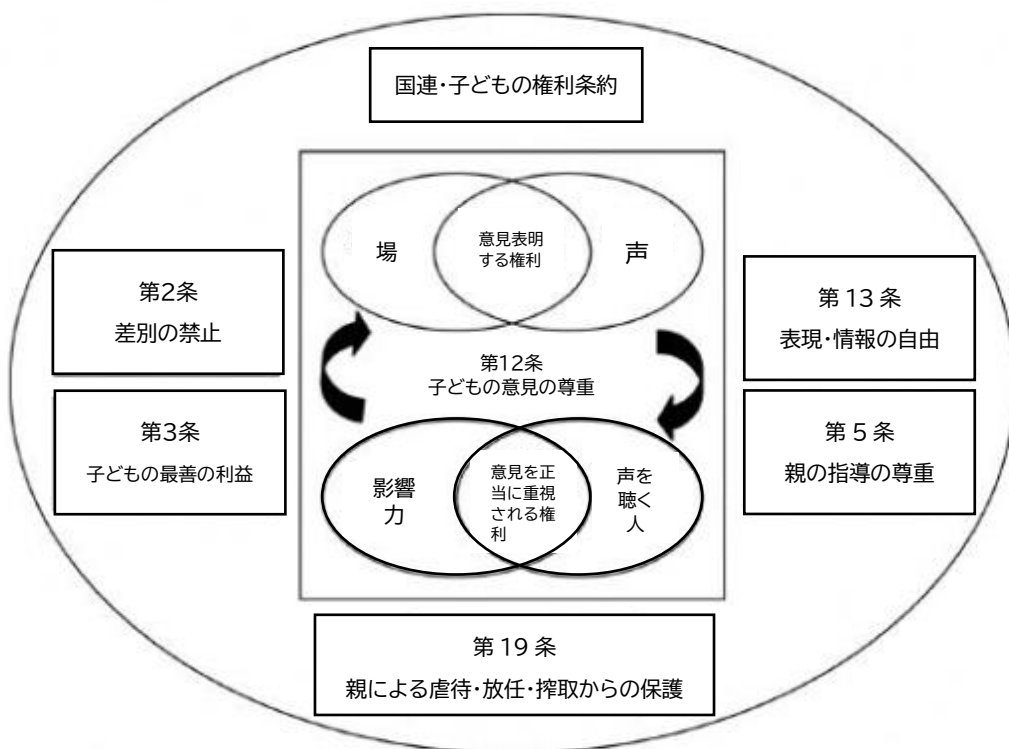 国連・子どもの権利条約
場
意見表明
する権利
声
第2条
差別の禁止
第13条
表現・情報の自由
第12条
子どもの意見の尊重
第3条
子どもの最善の利益
第5条
親の指導の尊重
影響
力
意見を正
当に重視
される権
利
声を
聴く
人
第19条
親による虐待・放任・搾取からの保護